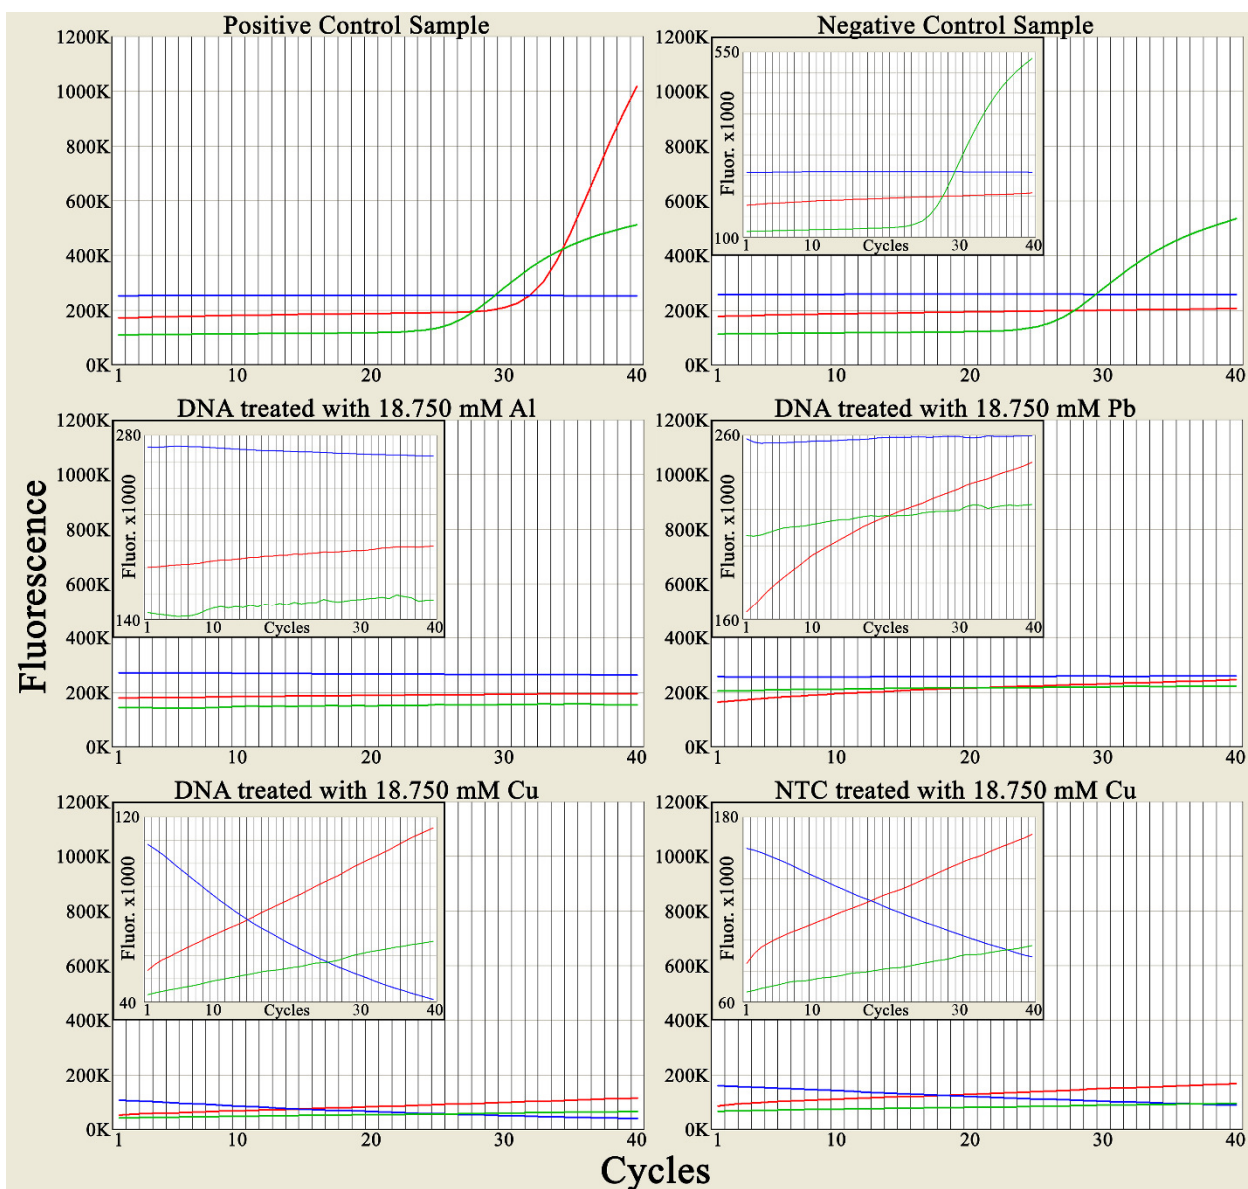 Positive Control Sample
1200K
1000K
800K
600K
400K
200K
0K
1 10 20 30 40
Negative Control Sample
1200K
1000K
800K
600K
400K
200K
0K
1 10 20 30 40
550
Fluor. x1000
100
1 10 Cycles 30 40
DNA treated with 18.750 mM Al
1200K
1000K
800K
600K
400K
200K
0K
1 10 20 30 40
280
Fluor. x1000
140
1 10 Cycles 30 40
DNA treated with 18.750 mM Pb
1200K
1000K
800K
600K
400K
200K
0K
1 10 20 30 40
260
Fluor. x1000
160
1 10 Cycles 30 40
Fluorescence
DNA treated with 18.750 mM Cu
1200K
1000K
800K
600K
400K
200K
0K
1 10 20 30 40
120
Fluor. x1000
40
1 10 Cycles 30 40
NTC treated with 18.750 mM Cu
1200K
1000K
800K
600K
400K
200K
0K
1 10 20 30 40
180
Fluor. x1000
60
1 10 Cycles 30 40
Cycles